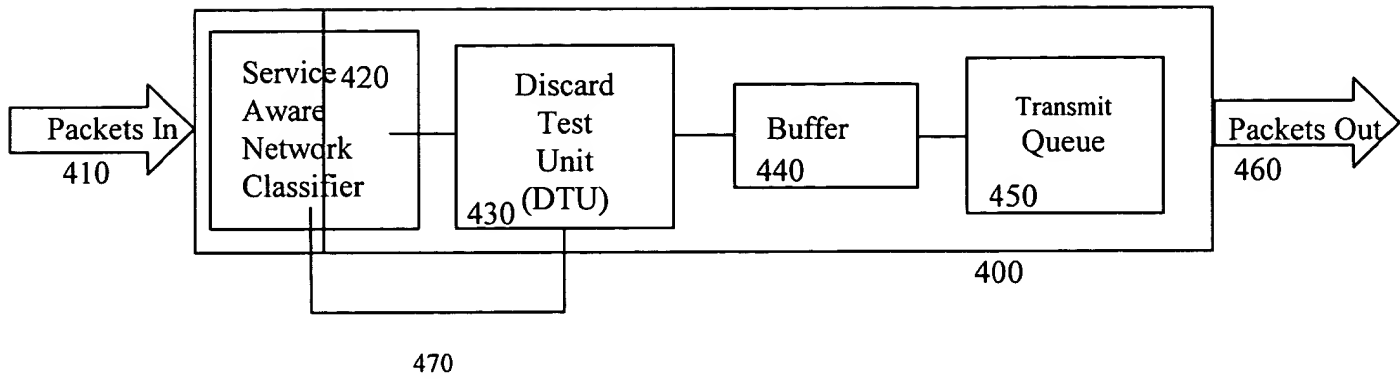 Packets In
410
Service
Aware
Network
Classifier
420
Discard
Test
Unit
(DTU)
430
Buffer
440
Transmit
Queue
450
Packets Out
460
400
470